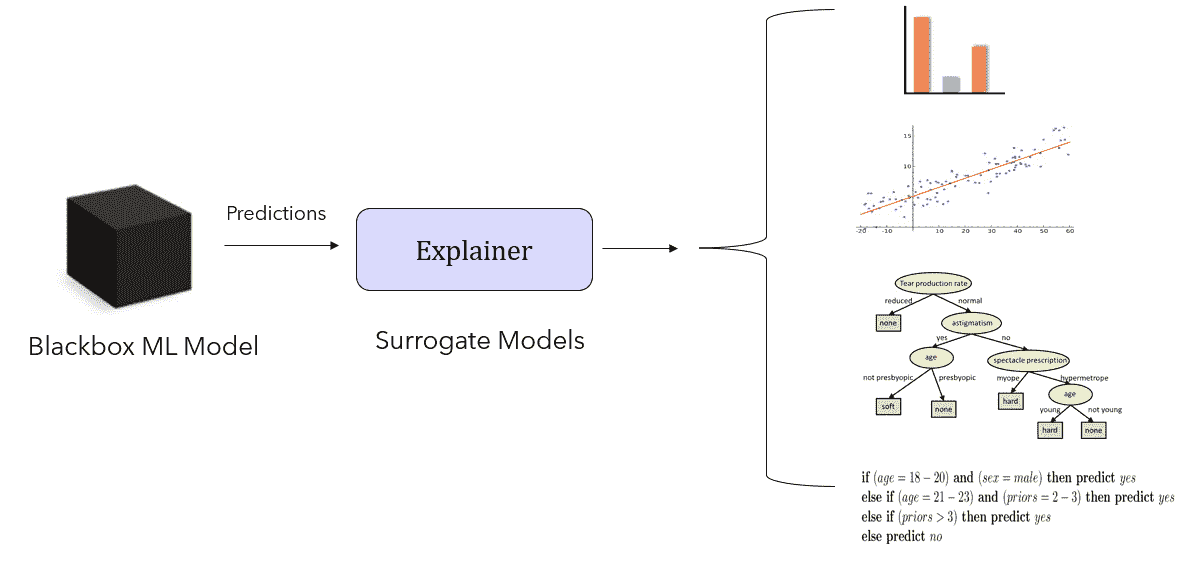 Predictions
Explainer
Blackbox ML Model
Surrogate Models
15
10
-20 -10 0 10 20 30 40 50 60
Tear production rate
reduced normal
none
astigmatism
yes no
age
spectacle prescription
not presbyopic presbyopic
myope hypermetrope
soft
none
hard
age
young not young
hard
none
if (age = 18 – 20) and (sex = male) then predict yes
else if (age = 21 – 23) and (priors = 2 – 3) then predict yes
else if (priors > 3) then predict yes
else predict no